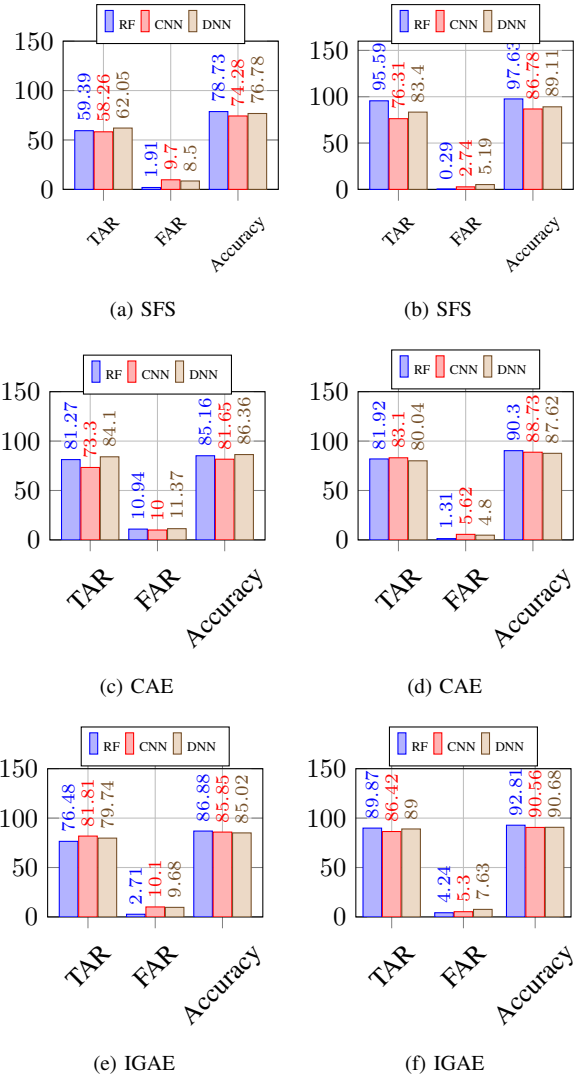 RF CNN DNN
150
100
50
0
59.39
58.26
62.05
1.91
9.7
8.5
78.73
74.28
76.78
TAR
FAR
Accuracy
(a) SFS
RF CNN DNN
150
100
50
0
95.59
76.31
83.4
0.29
2.74
5.19
97.63
86.78
89.11
TAR
FAR
Accuracy
(b) SFS
RF CNN DNN
150
100
50
0
81.27
73.3
84.1
10.94
10
11.37
85.16
81.65
86.36
TAR
FAR
Accuracy
(c) CAE
RF CNN DNN
150
100
50
0
81.92
83.1
80.04
1.31
5.62
4.8
90.3
88.73
87.62
TAR
FAR
Accuracy
(d) CAE
RF CNN DNN
150
100
50
0
76.48
81.81
79.74
2.71
10.1
9.68
86.88
85.85
85.02
TAR
FAR
Accuracy
(e) IGAE
RF CNN DNN
150
100
50
0
89.87
86.42
89
4.24
5.3
7.63
92.81
90.56
90.68
TAR
FAR
Accuracy
(f) IGAE